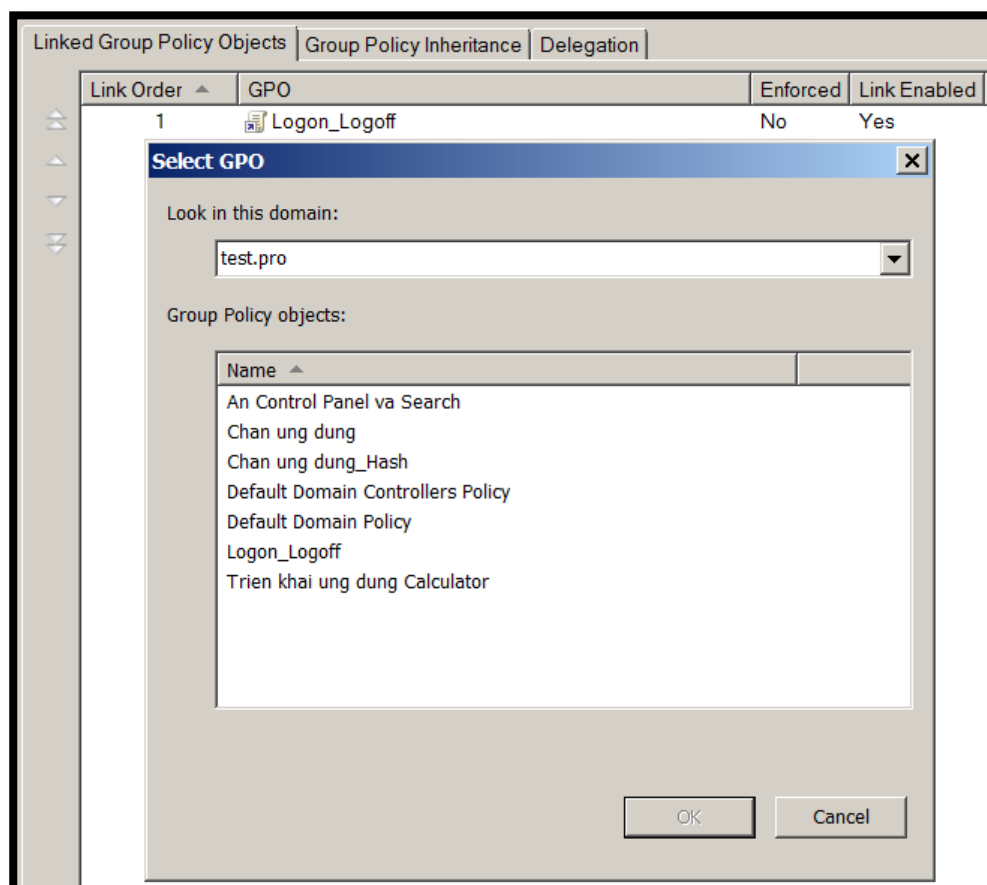 Linked Group Policy Objects Group Policy Inheritance Delegation
Link Order GPO Enforced Link Enabled
1 Logon_Logoff No Yes
Select GPO
Look in this domain:
test.pro
Group Policy objects:
Name
An Control Panel va Search
Chan ung dung
Chan ung dung_Hash
Default Domain Controllers Policy
Default Domain Policy
Logon_Logoff
Trien khai ung dung Calculator
OK Cancel